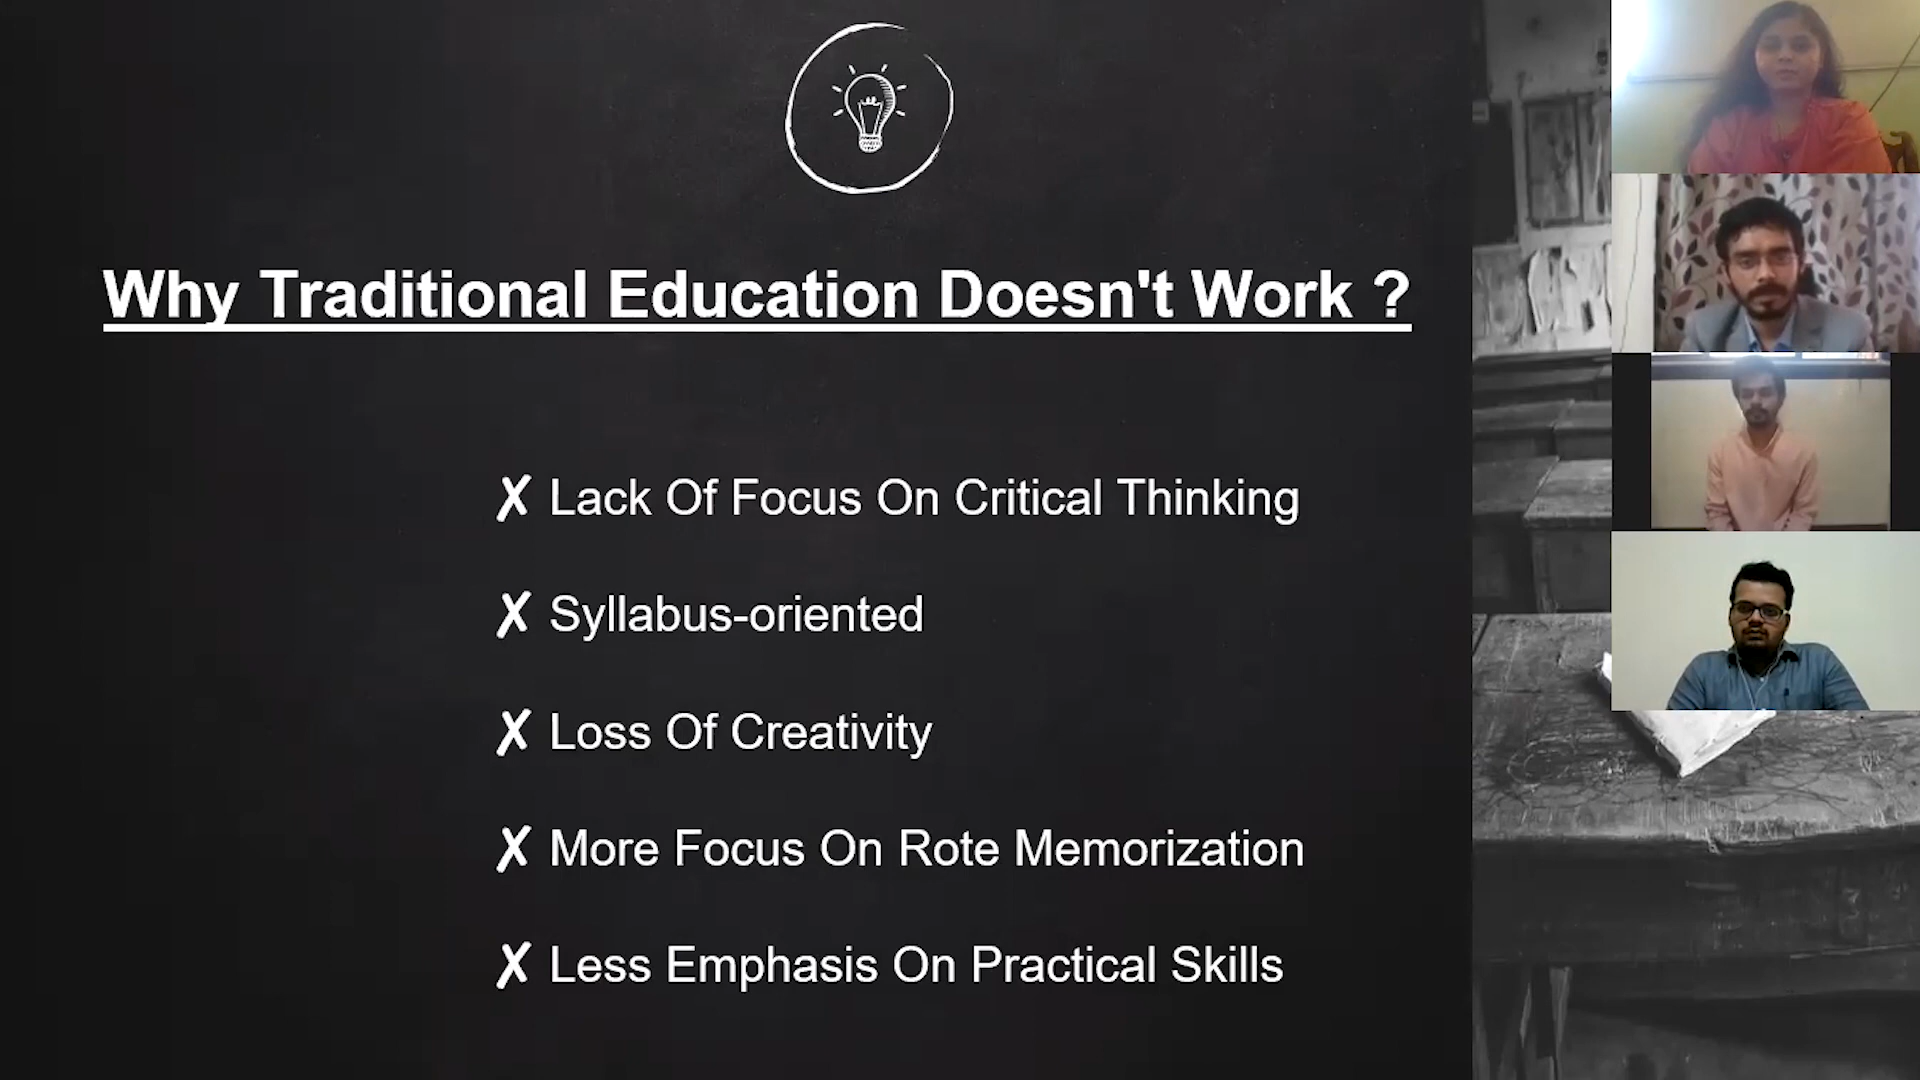 Why Traditional Education Doesn't Work ?
✗ Lack Of Focus On Critical Thinking
✗ Syllabus-oriented
✗ Loss Of Creativity
✗ More Focus On Rote Memorization
✗ Less Emphasis On Practical Skills